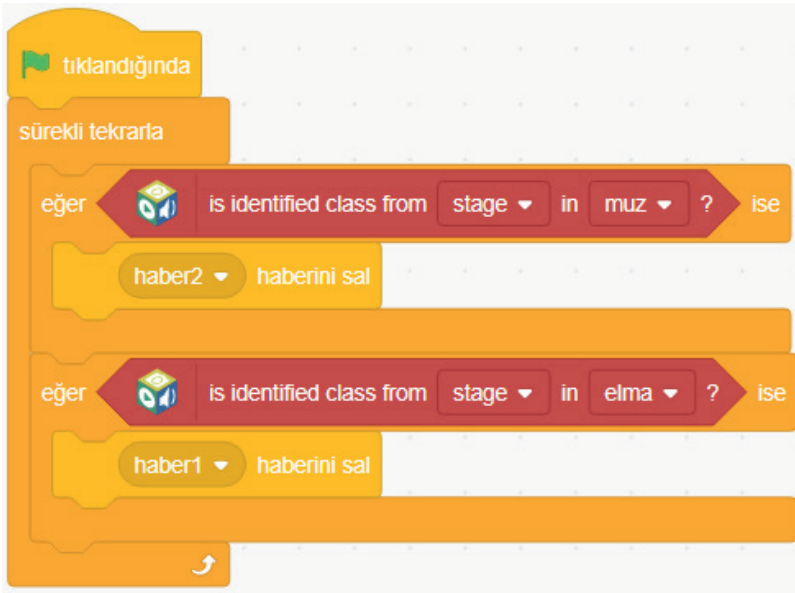 tıklandığında
sürekli tekrarla
eğer is identified class from stage in muz ? ise
haber2 haberini sal
eğer is identified class from stage in elma ? ise
haber1 haberini sal